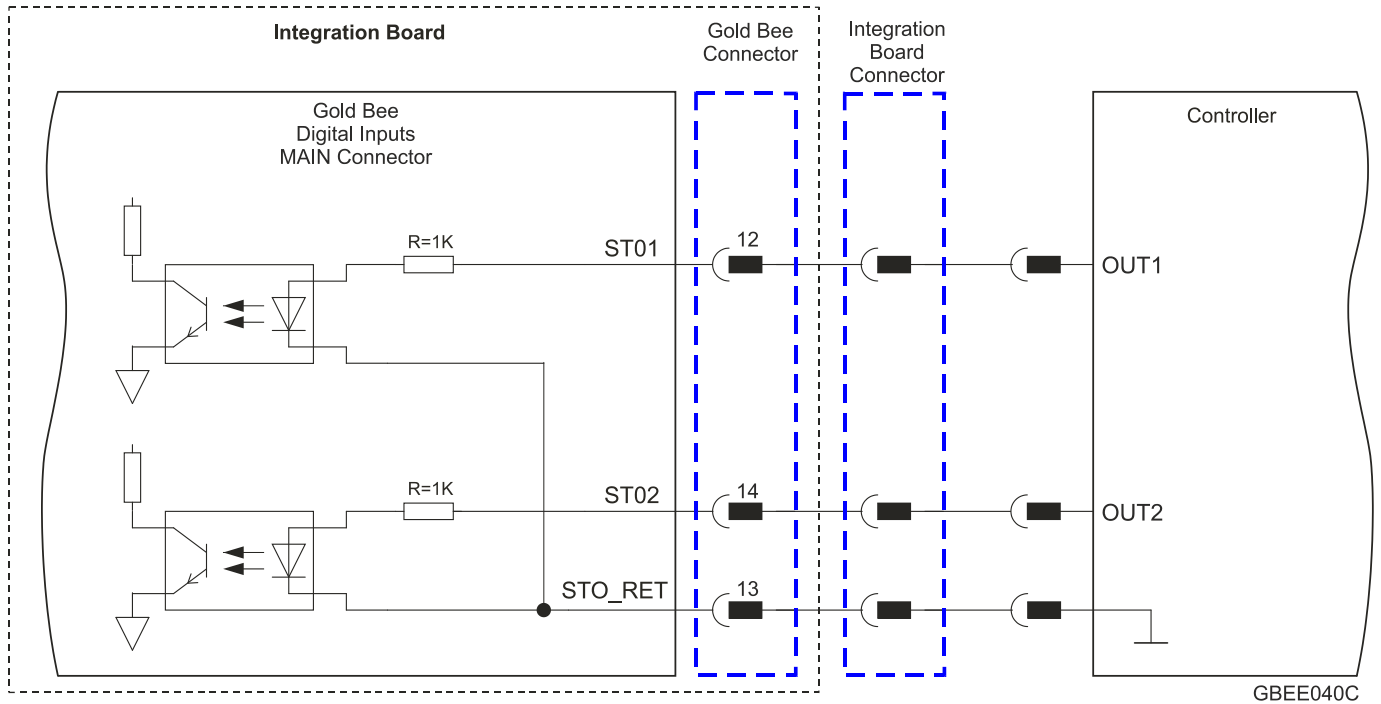 Integration Board
Gold Bee
Connector
Integration
Board
Connector
Gold Bee
Digital Inputs
MAIN Connector
Controller
R=1K
ST01
12
OUT1
R=1K
ST02
14
OUT2
STO_RET
13
GBEE040C